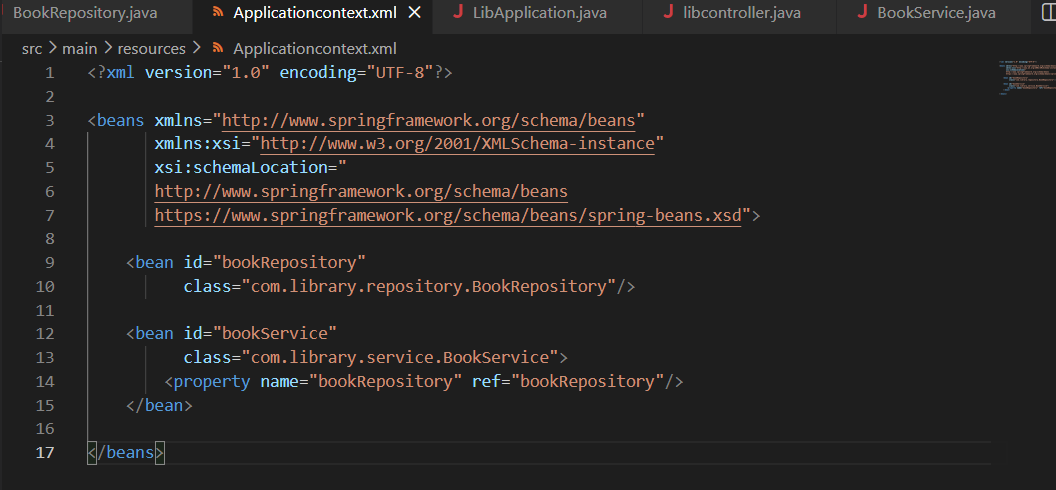 BookRepository.java Applicationcontext.xml LibApplication.java libcontroller.java BookService.java
src > main > resources > Applicationcontext.xml
1 <?xml version="1.0" encoding="UTF-8"?>
2
3 <beans xmlns="http://www.springframework.org/schema/beans"
4 xmlns:xsi="http://www.w3.org/2001/XMLSchema-instance"
5 xsi:schemaLocation="
6 http://www.springframework.org/schema/beans
7 https://www.springframework.org/schema/beans/spring-beans.xsd">
8
9 <bean id="bookRepository"
10 class="com.library.repository.BookRepository"/>
11
12 <bean id="bookService"
13 class="com.library.service.BookService">
14 <property name="bookRepository" ref="bookRepository"/>
15 </bean>
16
17 </beans>